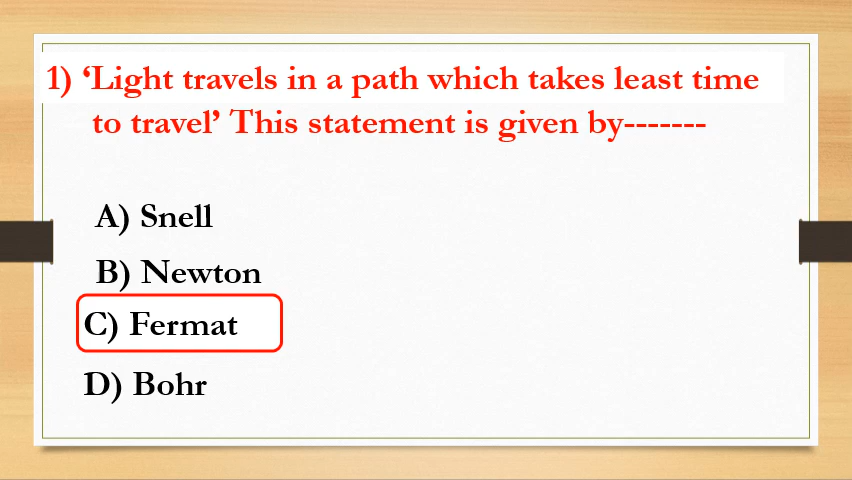 1) ‘Light travels in a path which takes least time
to travel’ This statement is given by-------
A) Snell
B) Newton
C) Fermat
D) Bohr